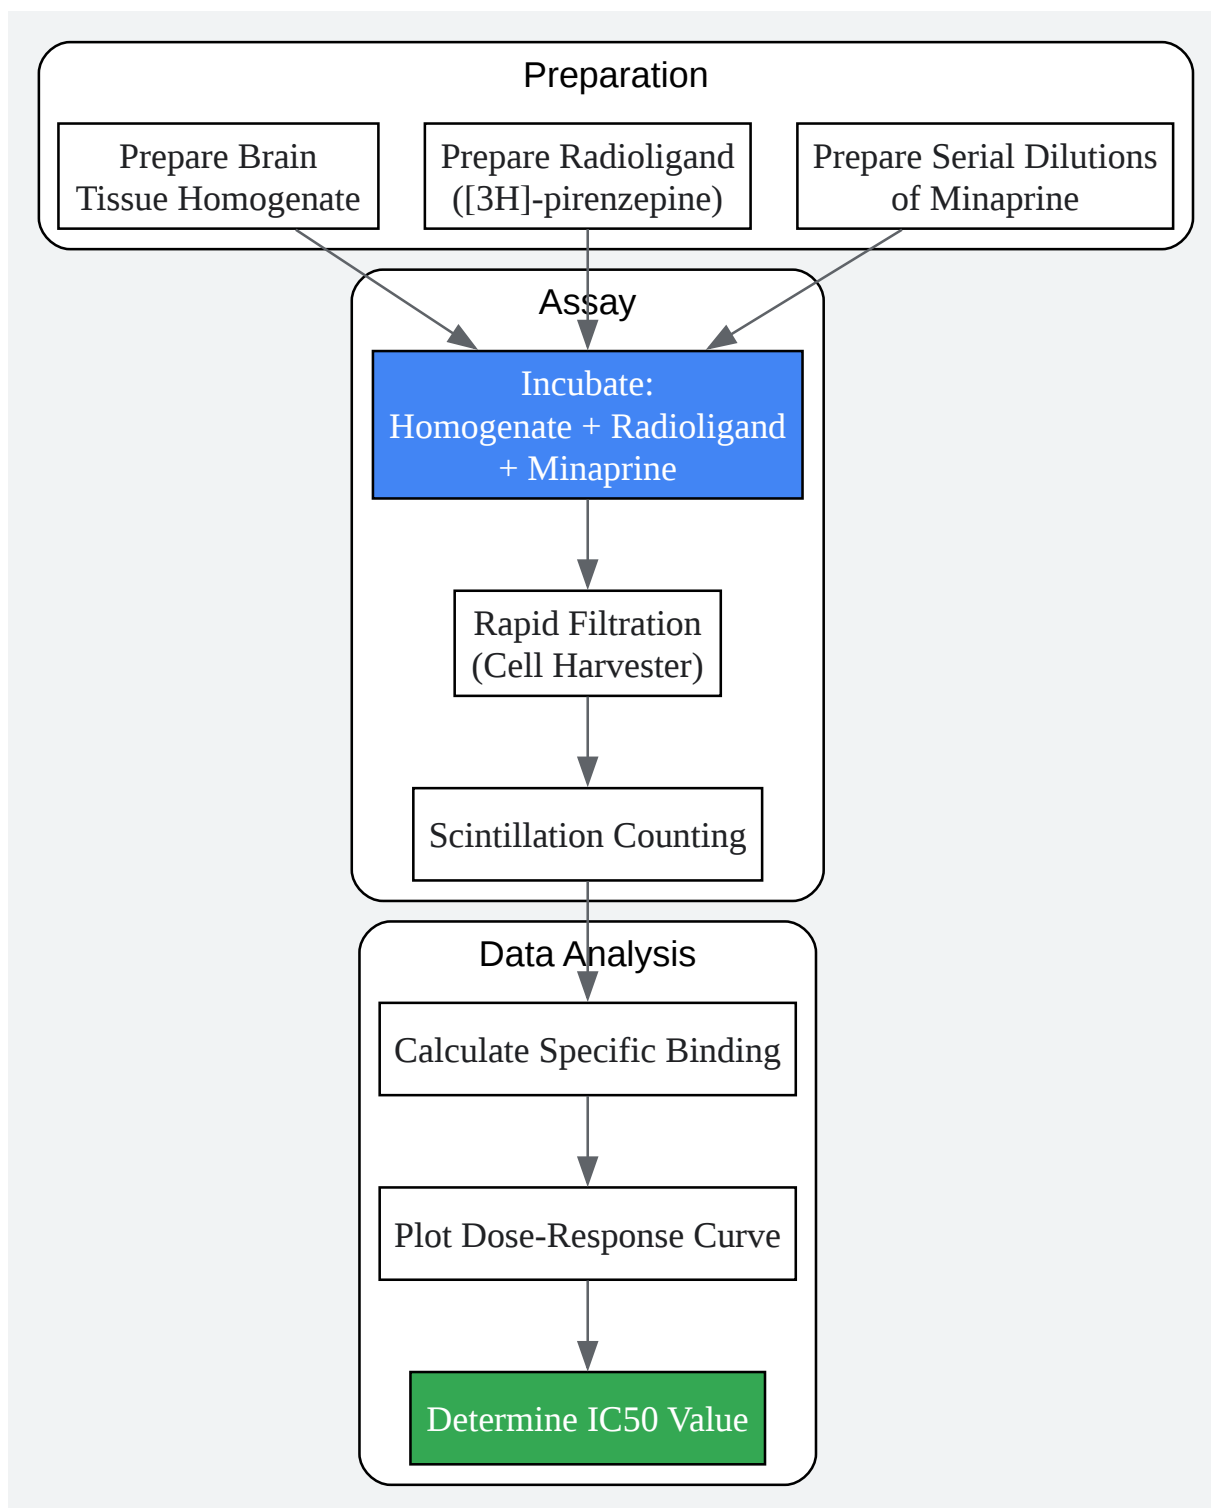 Preparation
Prepare Brain
Tissue Homogenate
Prepare Radioligand
([3H]-pirenzepine)
Prepare Serial Dilutions
of Minaprine
Assay
Incubate:
Homogenate + Radioligand
+ Minaprine
Rapid Filtration
(Cell Harvester)
Scintillation Counting
Data Analysis
Calculate Specific Binding
Plot Dose-Response Curve
Determine IC50 Value